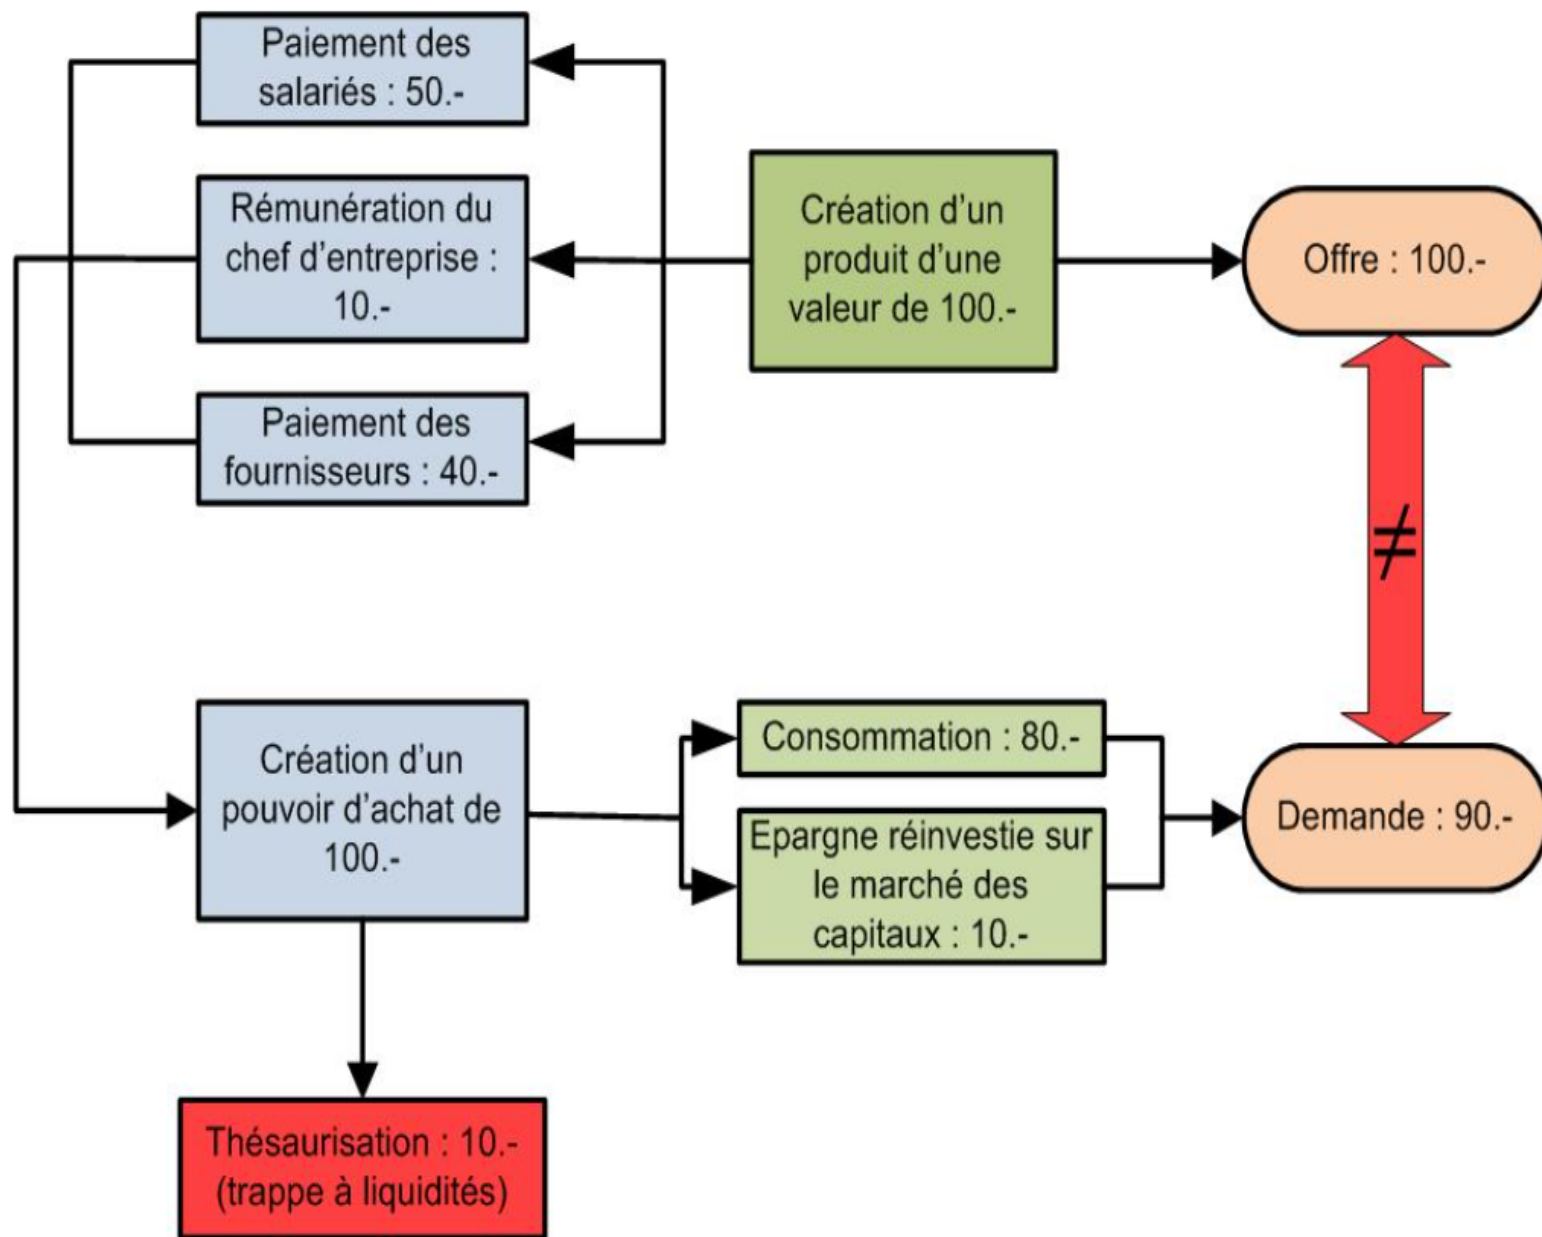 Paiement des
salariés : 50.-
Rémunération du
chef d'entreprise :
10.-
Paiement des
fournisseurs : 40.-
Création d'un
produit d'une
valeur de 100.-
Offre : 100.-
≠
Création d'un
pouvoir d'achat de
100.-
Consommation : 80.-
Epargne réinvestie sur
le marché des
capitaux : 10.-
Demande : 90.-
Thésaurisation : 10.-
(trappe à liquidités)